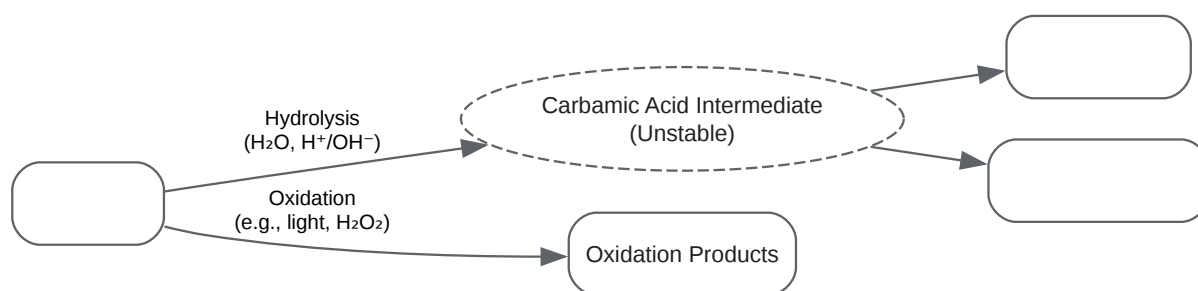 Carbamic Acid Intermediate
(Unstable)
Hydrolysis
(H₂O, H⁺/OH⁻)
Oxidation
(e.g., light, H₂O₂)
Oxidation Products